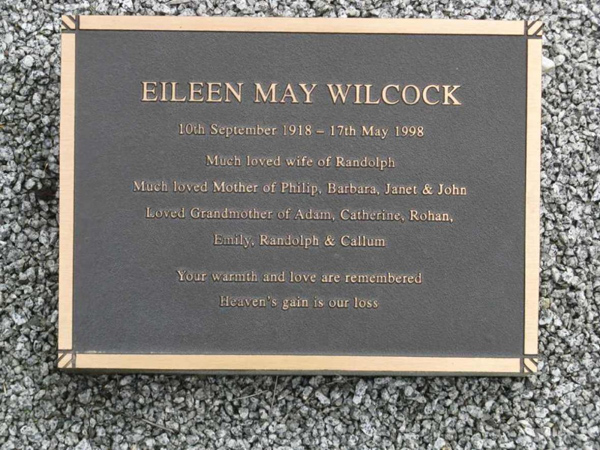 EILEEN MAY WILCOCK
10th September 1918 – 17th May 1998
Much loved wife of Randolph
Much loved Mother of Philip, Barbara, Janet & John
Loved Grandmother of Adam, Catherine, Rohan,
Emily, Randolph & Callum
Your warmth and love are remembered
Heaven's gain is our loss